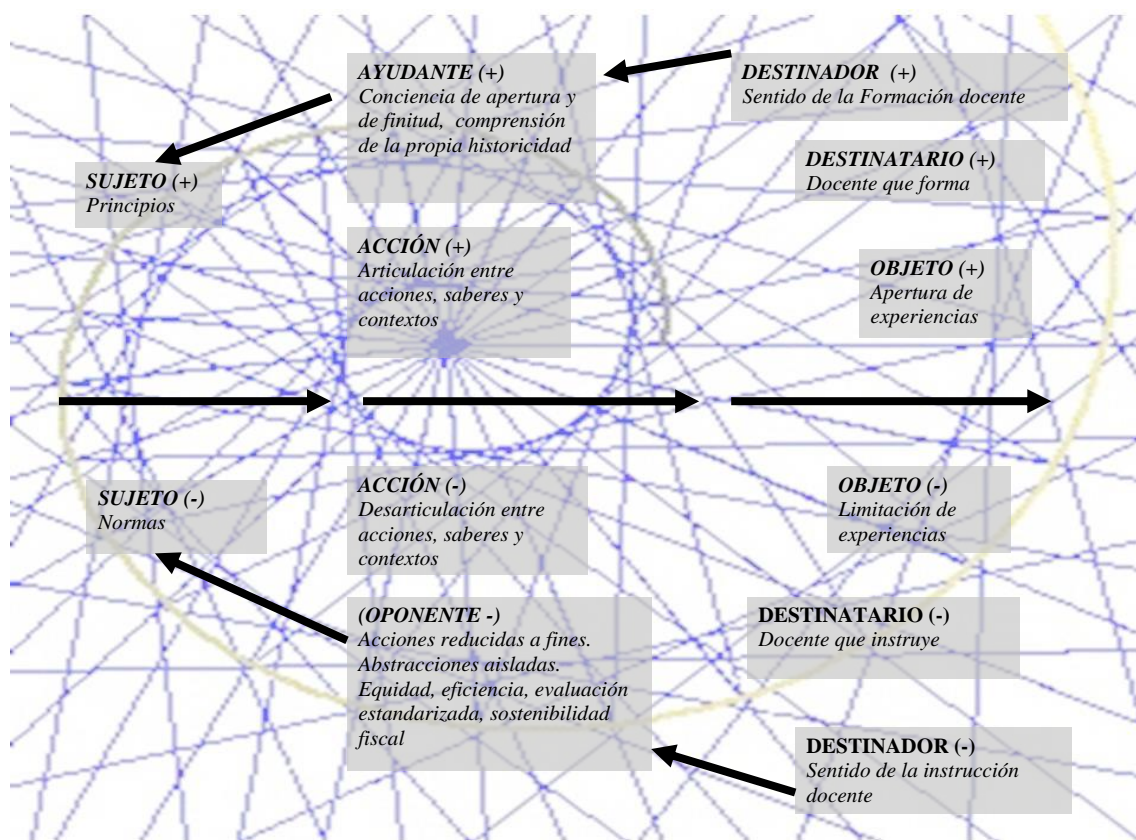 AYUDANTE (+)
Conciencia de apertura y
de finitud, comprensión
de la propia historicidad
DESTINADOR (+)
Sentido de la Formación docente
DESTINATARIO (+)
Docente que forma
SUJETO (+)
Principios
ACCIÓN (+)
Articulación entre
acciones, saberes y
contextos
OBJETO (+)
Apertura de
experiencias
SUJETO (-)
Normas
ACCIÓN (-)
Desarticulación entre
acciones, saberes y
contextos
OBJETO (-)
Limitación de
experiencias
(OPONENTE -)
Acciones reducidas a fines.
Abstracciones aisladas.
Equidad, eficiencia, evaluación
estandarizada, sostenibilidad
fiscal
DESTINATARIO (-)
Docente que instruye
DESTINADOR (-)
Sentido de la instrucción
docente